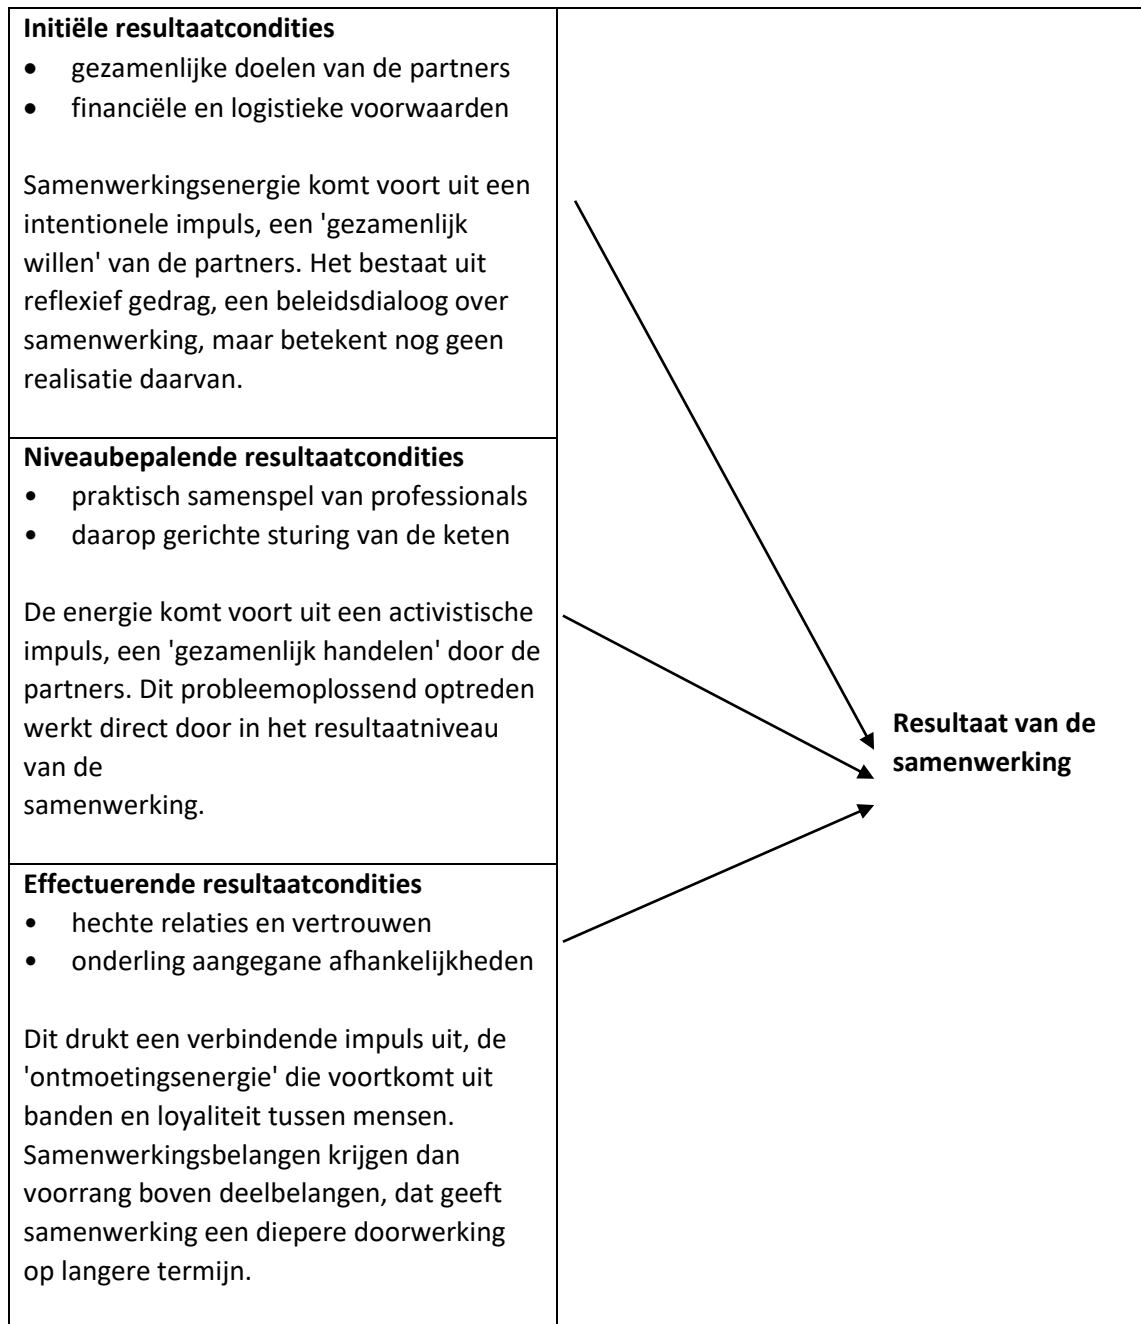 Initiële resultaatcondities
• gezamenlijke doelen van de partners
• financiële en logistieke voorwaarden
Samenwerkingsenergie komt voort uit een
intentionele impuls, een 'gezamenlijk
willen' van de partners. Het bestaat uit
reflexief gedrag, een beleidsdialoog over
samenwerking, maar betekent nog geen
realisatie daarvan.
Niveaubepalende resultaatcondities
• praktisch samenspel van professionals
• daarop gerichte sturing van de keten
De energie komt voort uit een activistische
impuls, een 'gezamenlijk handelen' door de
partners. Dit probleemoplossend optreden
werkt direct door in het resultaatniveau
van de
samenwerking.
Effectuerende resultaatcondities
• hechte relaties en vertrouwen
• onderling aangegane afhankelijkheden
Dit drukt een verbindende impuls uit, de
'ontmoetingsenergie' die voortkomt uit
banden en loyaliteit tussen mensen.
Samenwerkingsbelangen krijgen dan
voorrang boven deelbelangen, dat geeft
samenwerking een diepere doorwerking
op langere termijn.
Resultaat van de
samenwerking